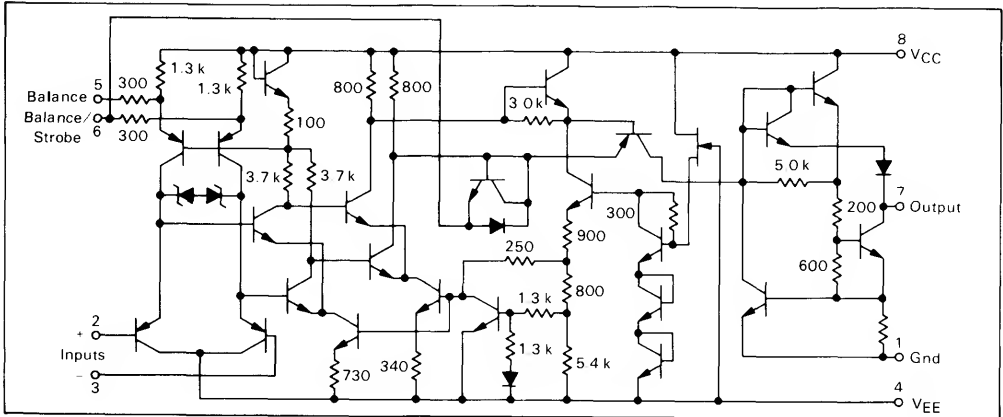 8
VCC
1.3 k
300
5
Balance
1.3 k
800
800
3.0 k
Balance/
Strobe
6
300
100
5.0 k
7
Output
3.7 k
3.7 k
300
200
900
250
600
800
1.3 k
+
2
Inputs
−
3
1.3 k
5.4 k
730
340
1
Gnd
4
VEE